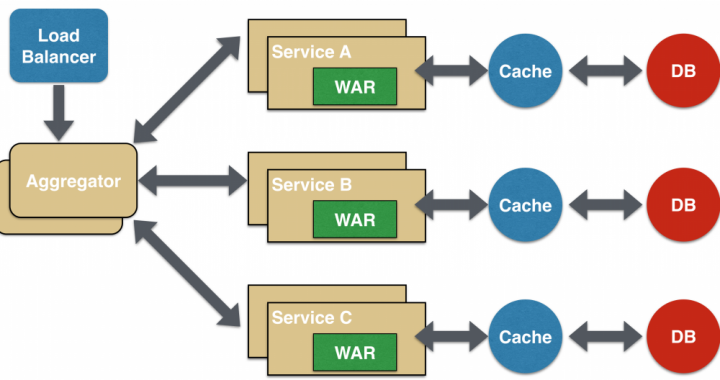 Load
Balancer
Aggregator
Service A
WAR
Cache
DB
Service B
WAR
Cache
DB
Service C
WAR
Cache
DB